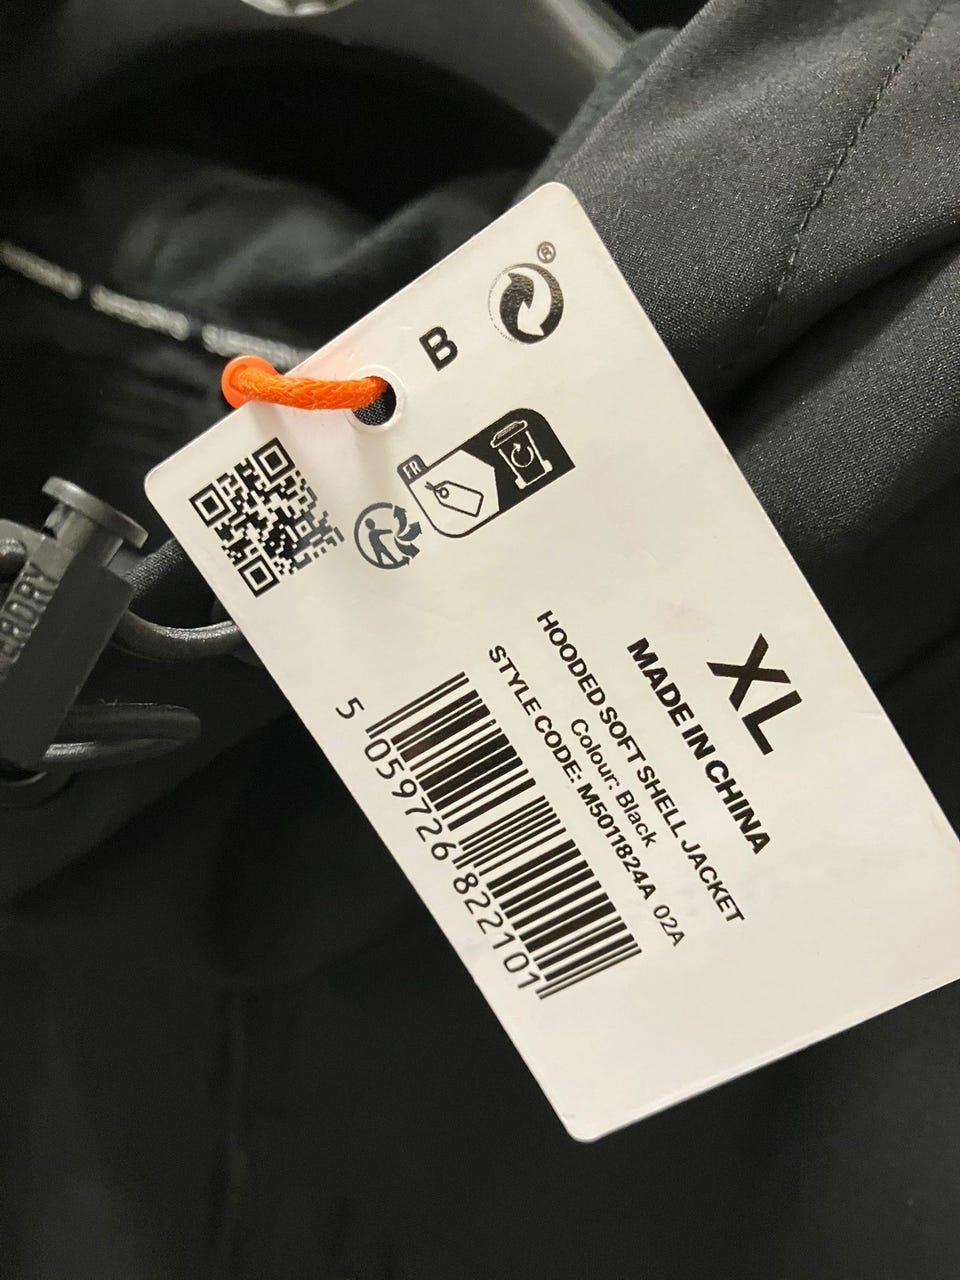 ®
B
FR
XL
MADE IN CHINA
HOODED SOFT SHELL JACKET
Colour: Black
STYLE CODE: M5011824A 02A
5 059726 822101